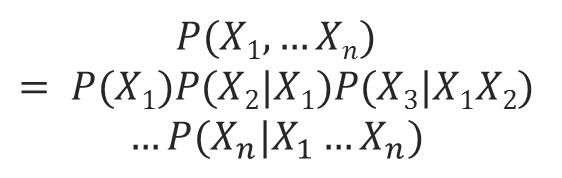 P(X₁, … Xₙ)
= P(X₁)P(X₂|X₁)P(X₃|X₁X₂)
… P(Xₙ|X₁ … Xₙ)